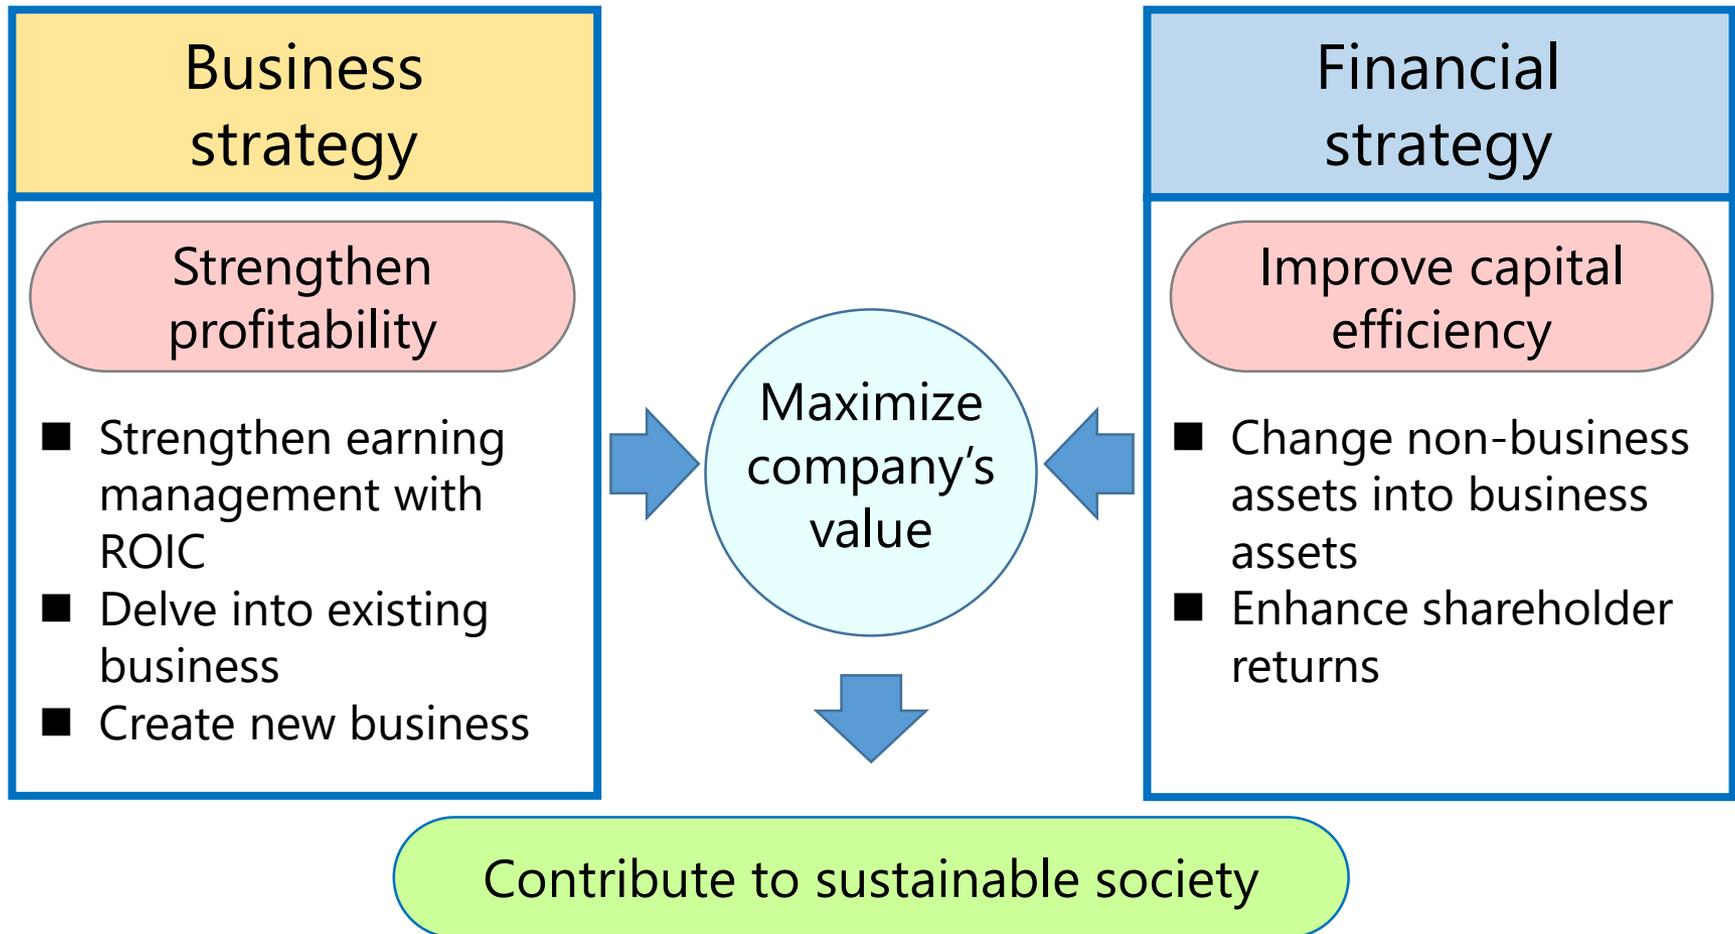 Business
strategy
Strengthen
profitability
■ Strengthen earning
management with
ROIC
■ Delve into existing
business
■ Create new business
Maximize
company’s
value
Financial
strategy
Improve capital
efficiency
■ Change non-business
assets into business
assets
■ Enhance shareholder
returns
Contribute to sustainable society